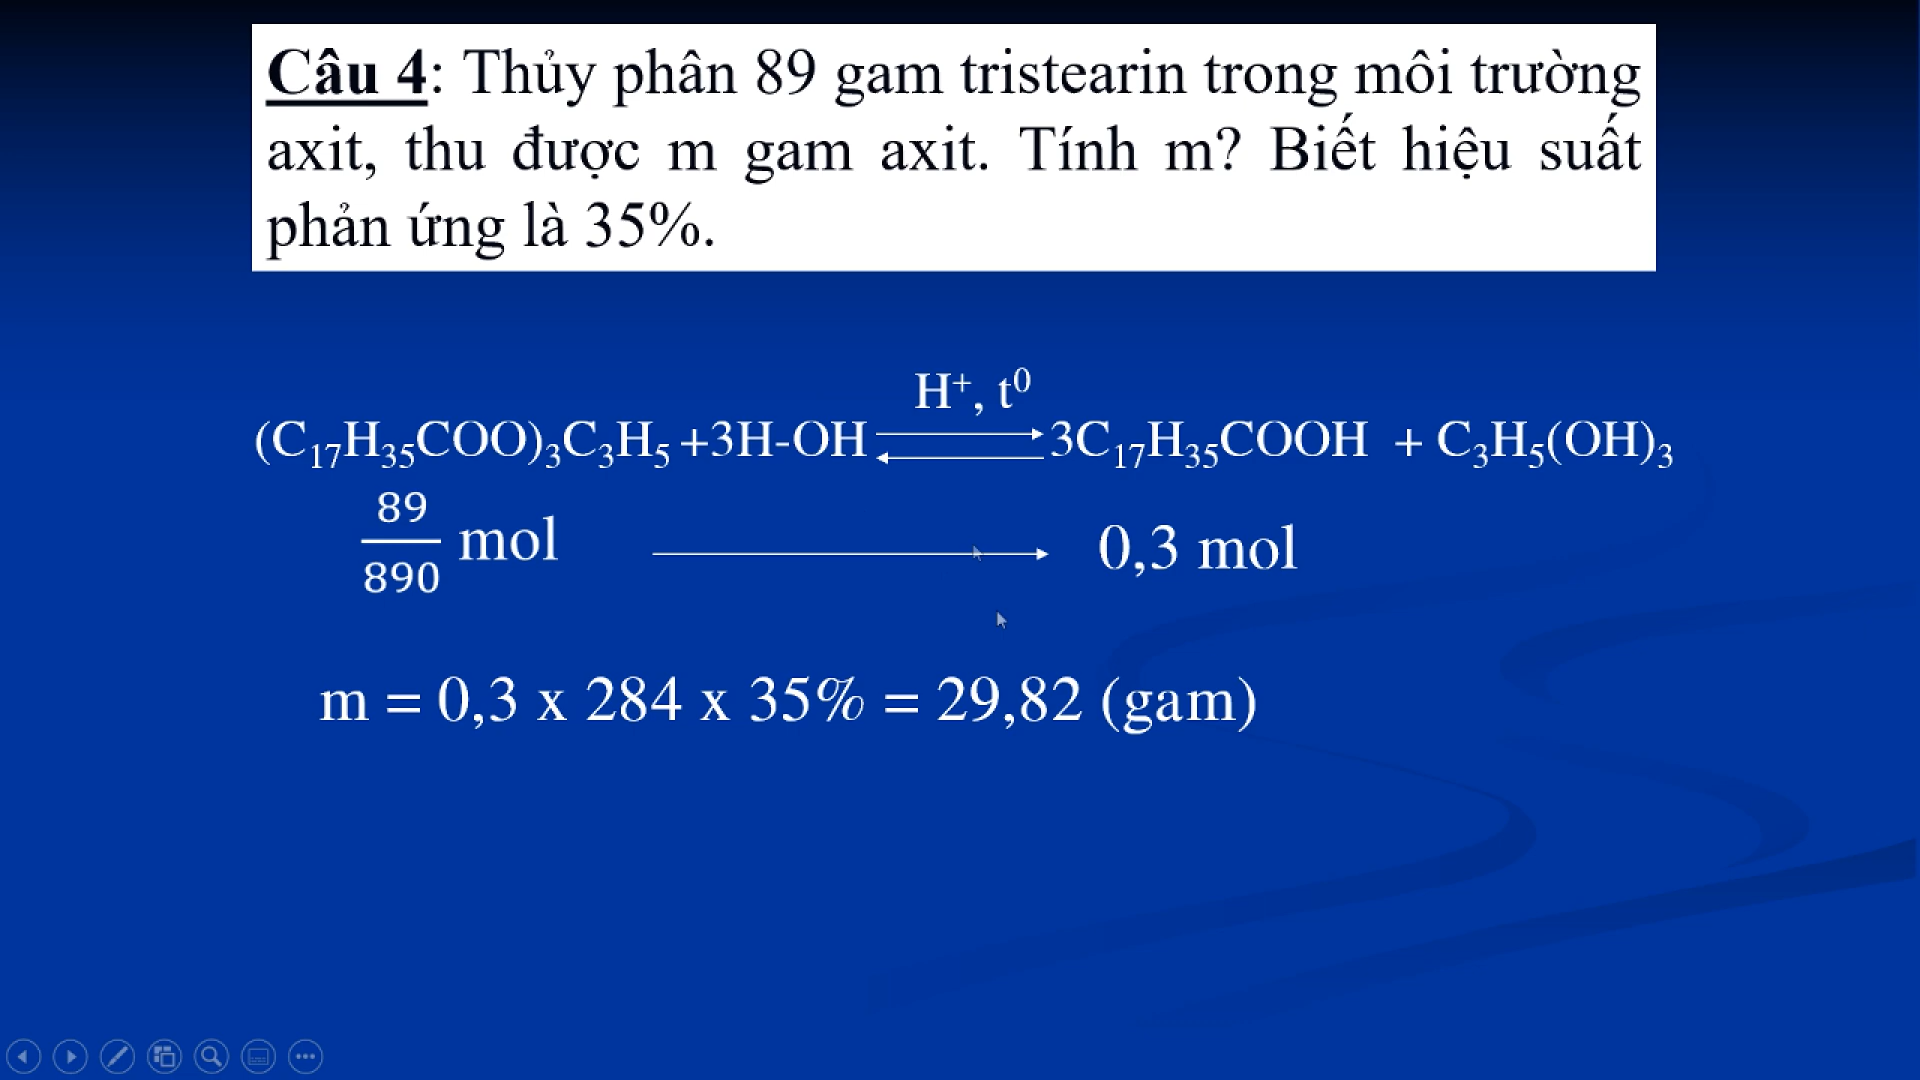 Câu 4: Thủy phân 89 gam tristearin trong môi trường
axit, thu được m gam axit. Tính m? Biết hiệu suất
phản ứng là 35%.
H⁺, t⁰
(C₁₇H₃₅COO)₃C₃H₅ +3H-OH ⇄ 3C₁₇H₃₅COOH + C₃H₅(OH)₃
89/890 mol → 0,3 mol
m = 0,3 x 284 x 35% = 29,82 (gam)